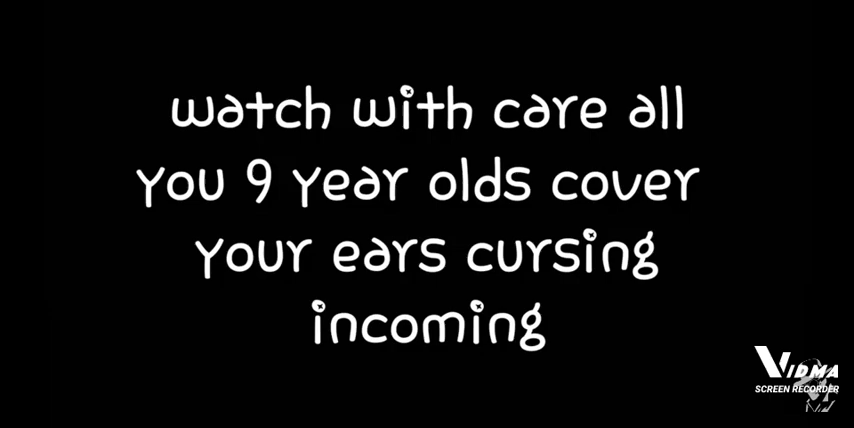 watch with care all
you 9 year olds cover
your ears cursing
incoming
VIDMA
SCREEN RECORDER